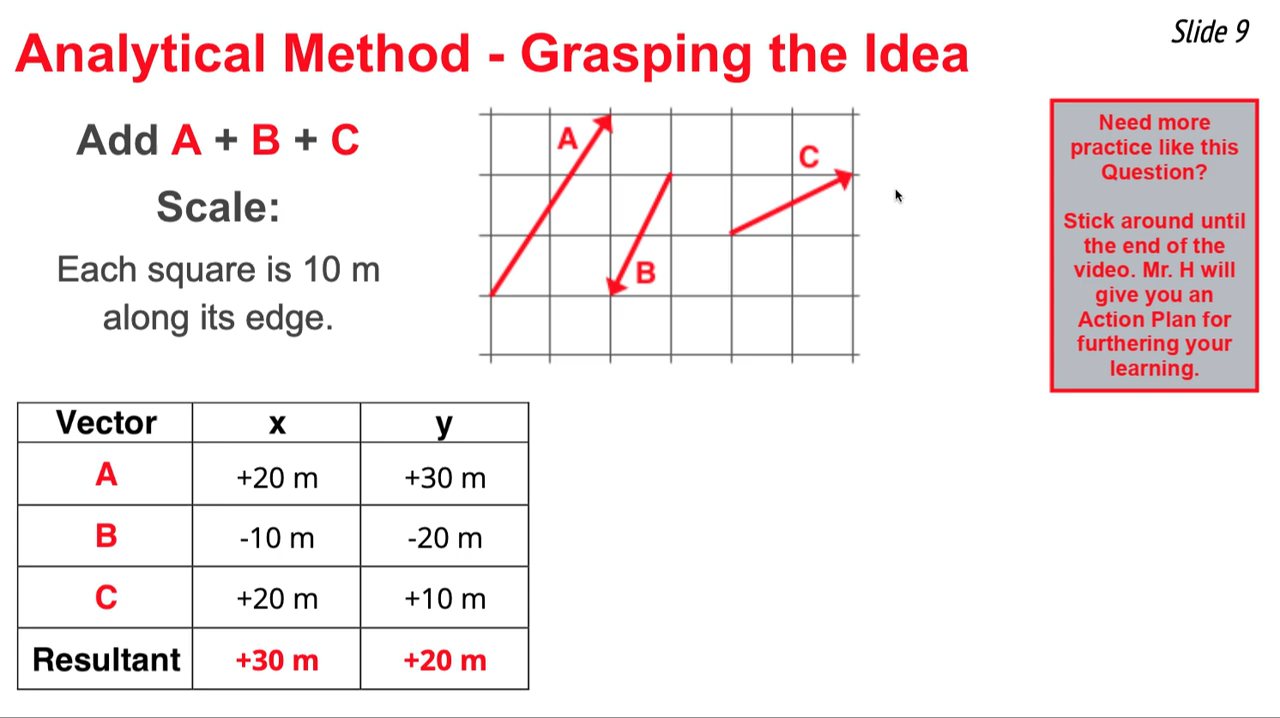 Slide 9
Analytical Method - Grasping the Idea
Add A + B + C
Scale:
Each square is 10 m
along its edge.
A
B
C
Need more
practice like this
Question?
Stick around until
the end of the
video. Mr. H will
give you an
Action Plan for
furthering your
learning.
Vector x y
A +20 m +30 m
B -10 m -20 m
C +20 m +10 m
Resultant +30 m +20 m